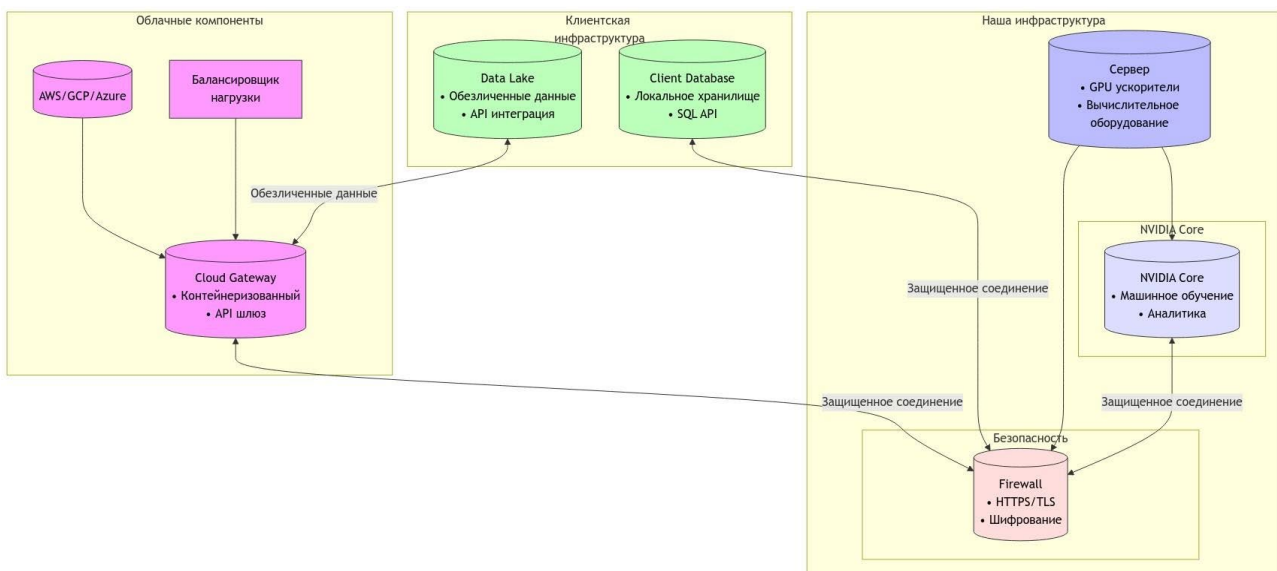 Облачные компоненты
AWS/GCP/Azure
Балансировщик
нагрузки
Обезличенные данные
Cloud Gateway
• Контейнеризованный
• API шлюз
Клиентская
инфраструктура
Data Lake
• Обезличенные данные
• API интеграция
Client Database
• Локальное хранилище
• SQL API
Наша инфраструктура
Сервер
• GPU ускорители
• Вычислительное
оборудование
NVIDIA Core
NVIDIA Core
• Машинное обучение
• Аналитика
Защищенное соединение
Защищенное соединение
Защищенное соединение
Безопасность
Firewall
• HTTPS/TLS
• Шифрование